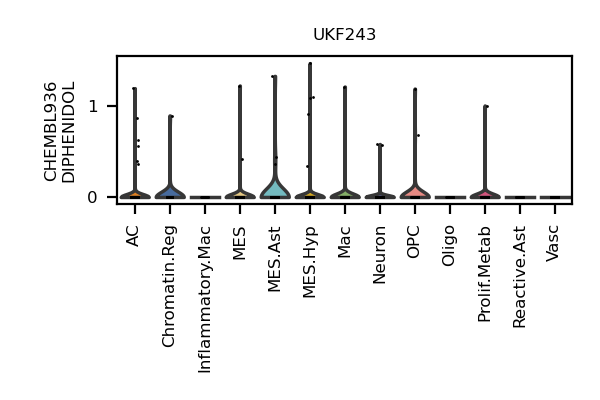 UKF243
CHEMBL936
DIPHENIDOL
1
0
AC
Chromatin.Reg
Inflammatory.Mac
MES
MES.Ast
MES.Hyp
Mac
Neuron
OPC
Oligo
Prolif.Metab
Reactive.Ast
Vasc